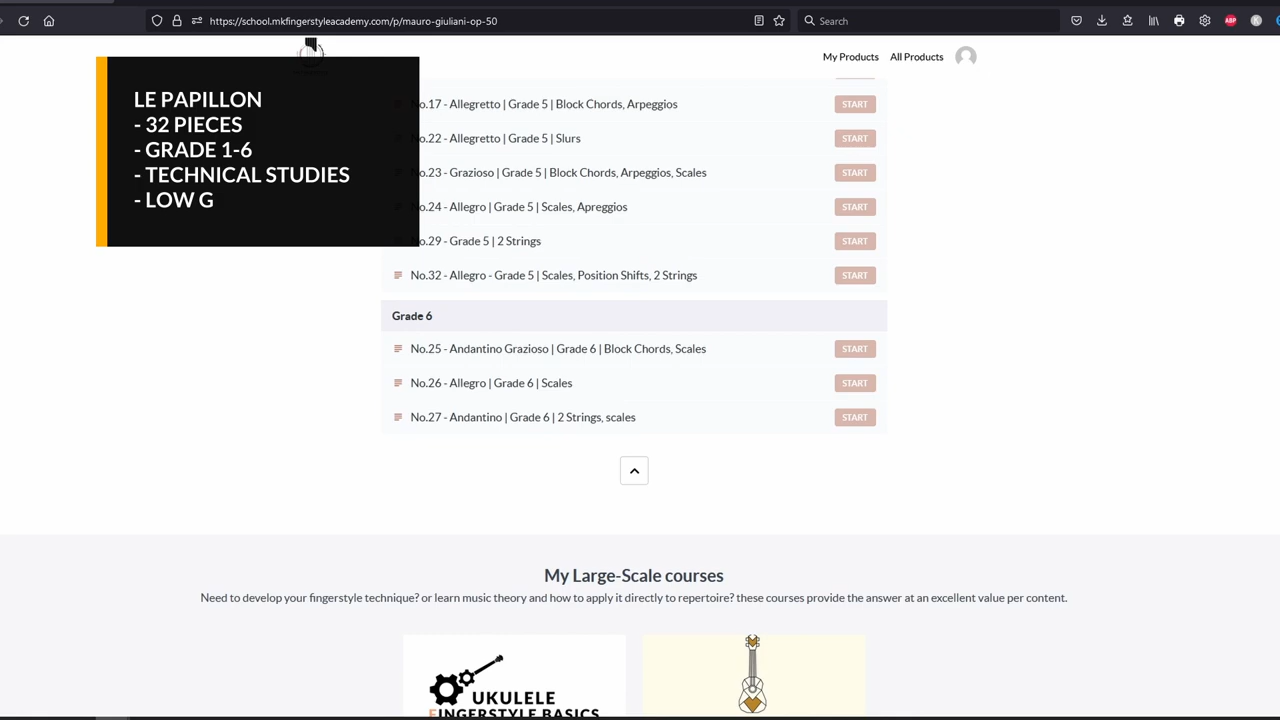 https://school.mkfingerstyleacademy.com/p/mauro-giuliani-op-50
Search
ABP
K
My Products
All Products
LE PAPILLON
- 32 PIECES
- GRADE 1-6
- TECHNICAL STUDIES
- LOW G
No.17 - Allegretto | Grade 5 | Block Chords, Arpeggios START
No.22 - Allegretto | Grade 5 | Slurs START
No.23 - Grazioso | Grade 5 | Block Chords, Arpeggios, Scales START
No.24 - Allegro | Grade 5 | Scales, Apreggios START
No.29 - Grade 5 | 2 Strings START
No.32 - Allegro - Grade 5 | Scales, Position Shifts, 2 Strings START
Grade 6
No.25 - Andantino Grazioso | Grade 6 | Block Chords, Scales START
No.26 - Allegro | Grade 6 | Scales START
No.27 - Andantino | Grade 6 | 2 Strings, scales START
My Large-Scale courses
Need to develop your fingerstyle technique? or learn music theory and how to apply it directly to repertoire? these courses provide the answer at an excellent value per content.
UKULELE
FINGERSTYLE BASICS